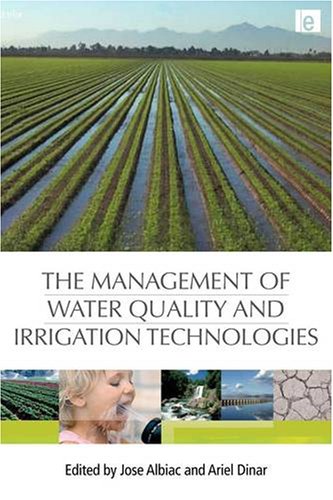 e
THE MANAGEMENT OF
WATER QUALITY AND
IRRIGATION TECHNOLOGIES
Edited by Jose Albiac and Ariel Dinar